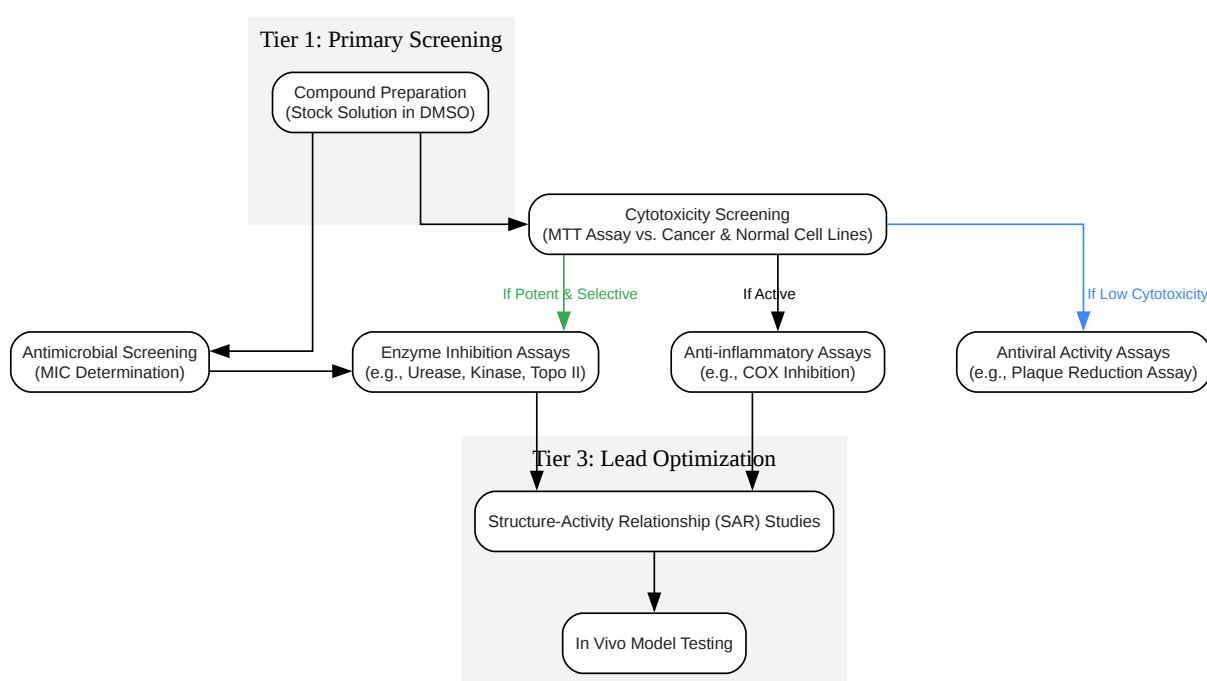 Tier 1: Primary Screening
Compound Preparation
(Stock Solution in DMSO)
Cytotoxicity Screening
(MTT Assay vs. Cancer & Normal Cell Lines)
If Potent & Selective
If Active
If Low Cytotoxicity
Antimicrobial Screening
(MIC Determination)
Enzyme Inhibition Assays
(e.g., Urease, Kinase, Topo II)
Anti-inflammatory Assays
(e.g., COX Inhibition)
Antiviral Activity Assays
(e.g., Plaque Reduction Assay)
Tier 3: Lead Optimization
Structure-Activity Relationship (SAR) Studies
In Vivo Model Testing